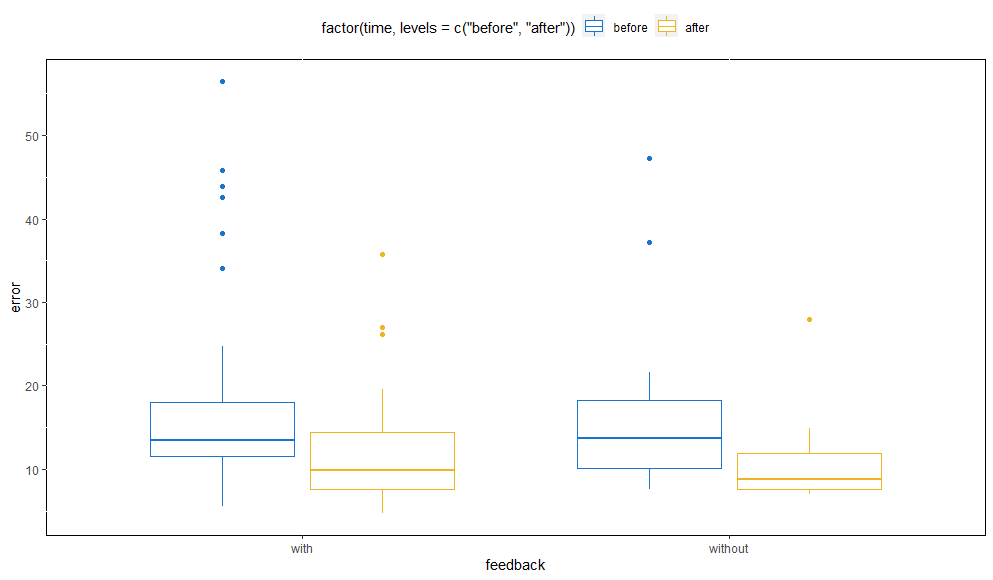 factor(time, levels = c("before", "after")) before after
50
40
30
20
10
error
with without
feedback